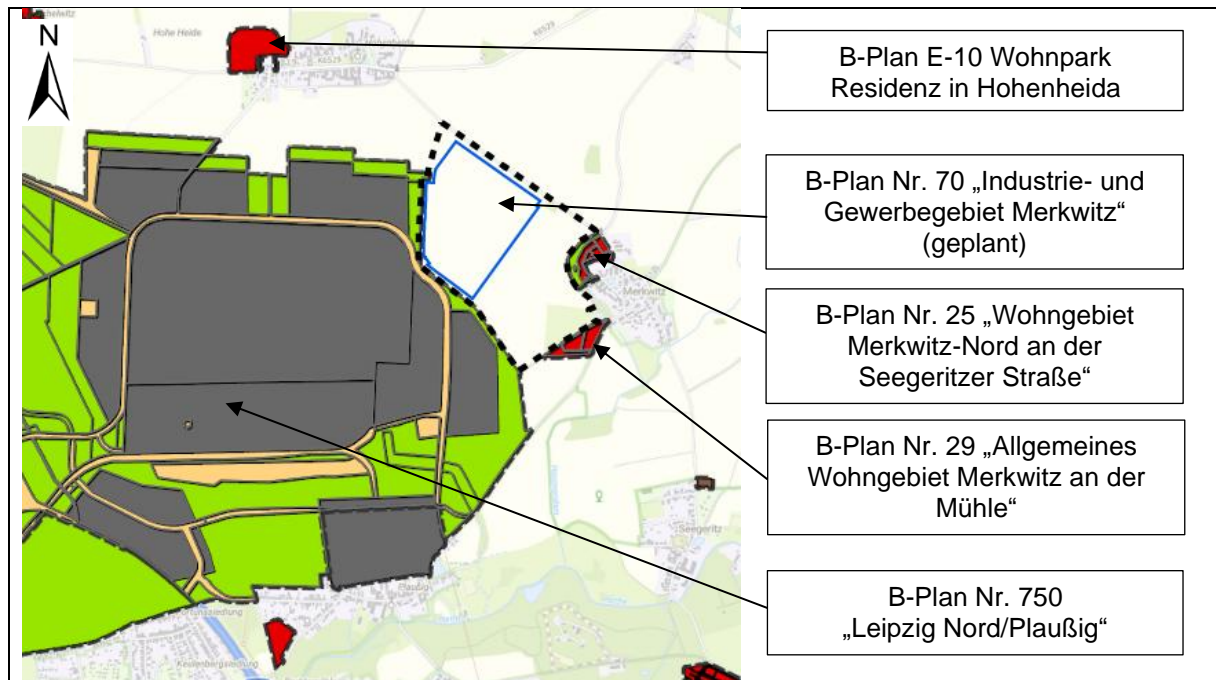 N
Hohe Heide
K6529
K6529
B-Plan E-10 Wohnpark
Residenz in Hohenheida
B-Plan Nr. 70 „Industrie- und
Gewerbegebiet Merkwitz“
(geplant)
Merkwitz
B-Plan Nr. 25 „Wohngebiet
Merkwitz-Nord an der
Seegeritzer Straße“
B-Plan Nr. 29 „Allgemeines
Wohngebiet Merkwitz an der
Mühle“
Seegeritz
Plaußig
B-Plan Nr. 750
„Leipzig Nord/Plaußig“